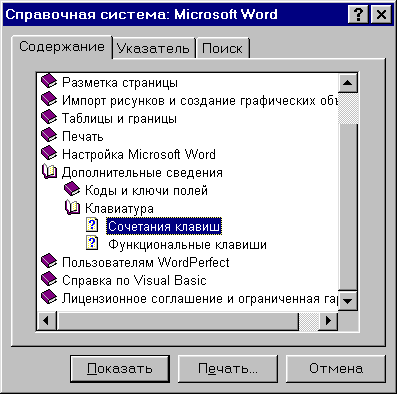 Справочная система: Microsoft Word
Содержание Указатель Поиск
Разметка страницы
Импорт рисунков и создание графических объ
Таблицы и границы
Печать
Настройка Microsoft Word
Дополнительные сведения
Коды и ключи полей
Клавиатура
Сочетания клавиш
Функциональные клавиши
Пользователям WordPerfect
Справка по Visual Basic
Лицензионное соглашение и ограниченная гар
Показать Печать... Отмена